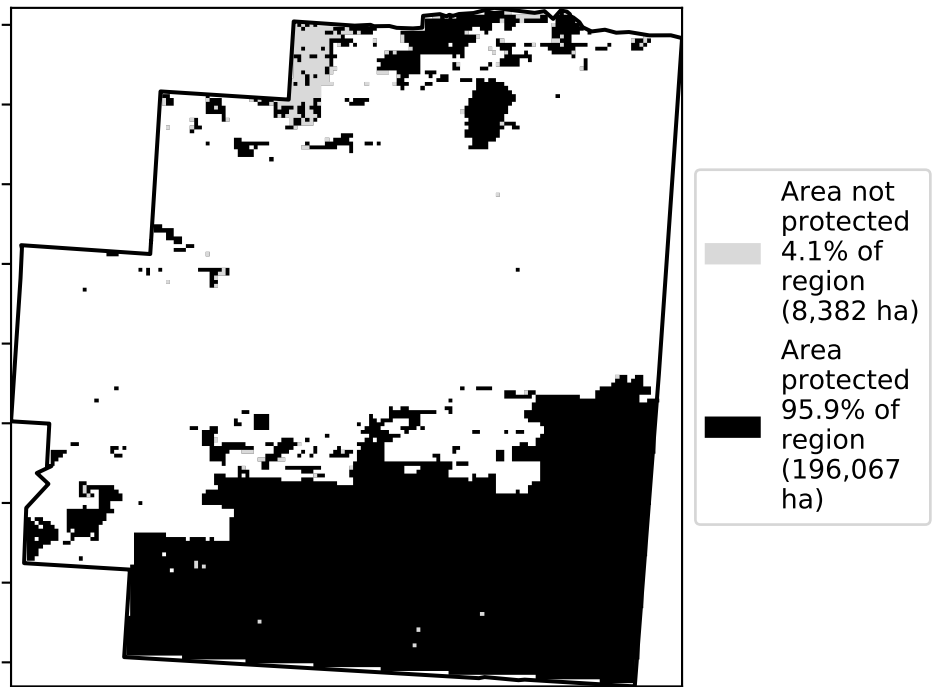 Area not
protected
4.1% of
region
(8,382 ha)
Area
protected
95.9% of
region
(196,067
ha)